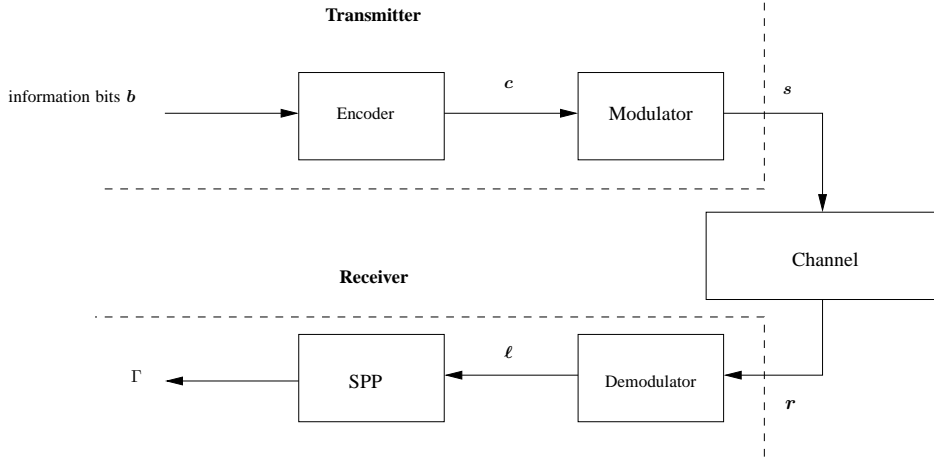 Transmitter
information bits b
Encoder
c
Modulator
s
Channel
Receiver
Γ
SPP
ℓ
Demodulator
r